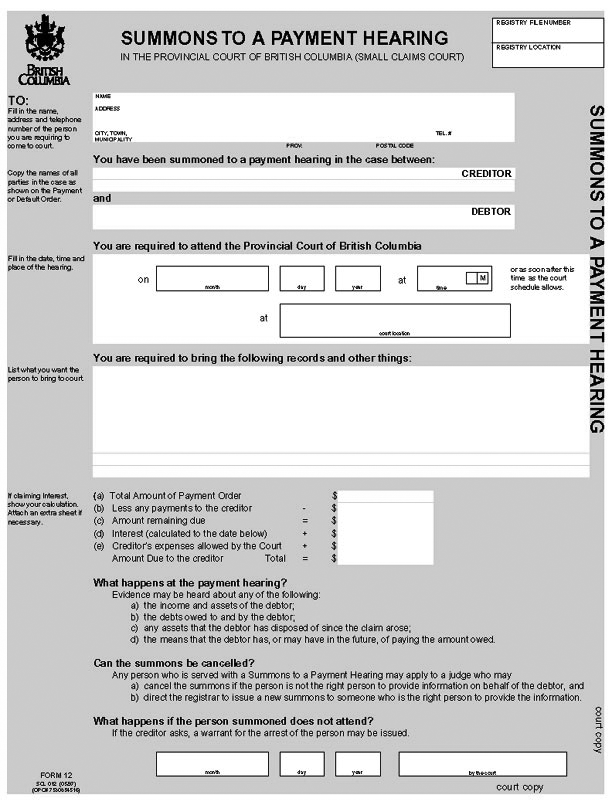 BRITISH
COLUMBIA
SUMMONS TO A PAYMENT HEARING
IN THE PROVINCIAL COURT OF BRITISH COLUMBIA (SMALL CLAIMS COURT)
REGISTRY FILE NUMBER
REGISTRY LOCATION
TO:
Fill in the name,
address and telephone
number of the person
you are requiring to
come to court.
NAME
ADDRESS
CITY, TOWN,
MUNICIPALITY
TEL. #
PROV.
POSTAL CODE
You have been summoned to a payment hearing in the case between:
Copy the names of all
parties in the case as
shown on the Payment
or Default Order.
CREDITOR
and
DEBTOR
You are required to attend the Provincial Court of British Columbia
Fill in the date, time and
place of the hearing.
on
month
day
year
at
time
M
or as soon after this
time as the court
schedule allows.
at
court location
You are required to bring the following records and other things:
List what you want the
person to bring to court.
If claiming Interest,
show your calculation.
Attach an extra sheet if
necessary.
(a) Total Amount of Payment Order $
(b) Less any payments to the creditor - $
(c) Amount remaining due = $
(d) Interest (calculated to the date below) + $
(e) Creditor's expenses allowed by the Court + $
Amount Due to the creditor Total = $
What happens at the payment hearing?
Evidence may be heard about any of the following:
a) the income and assets of the debtor;
b) the debts owed to and by the debtor;
c) any assets that the debtor has disposed of since the claim arose;
d) the means that the debtor has, or may have in the future, of paying the amount owed.
Can the summons be cancelled?
Any person who is served with a Summons to a Payment Hearing may apply to a judge who may
a) cancel the summons if the person is not the right person to provide information on behalf of the debtor, and
b) direct the registrar to issue a new summons to someone who is the right person to provide the information.
What happens if the person summoned does not attend?
If the creditor asks, a warrant for the arrest of the person may be issued.
month
day
year
by the court
FORM 12
SCL 012
court copy
SUMMONS TO A PAYMENT HEARING
court copy